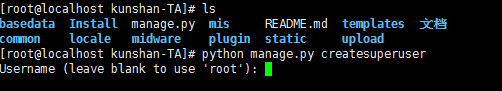 [root@localhost kunshan-TA]# ls
basedata Install manage.py mis README.md templates 文档
common locale midware plugin static upload
[root@localhost kunshan-TA]# python manage.py createsuperuser
Username (leave blank to use 'root'):